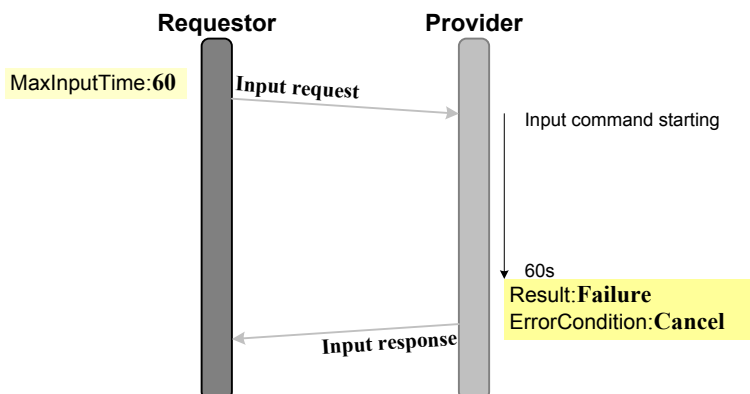 Requestor
Provider
MaxInputTime:60
Input request
Input command starting
60s
Result:Failure
ErrorCondition:Cancel
Input response